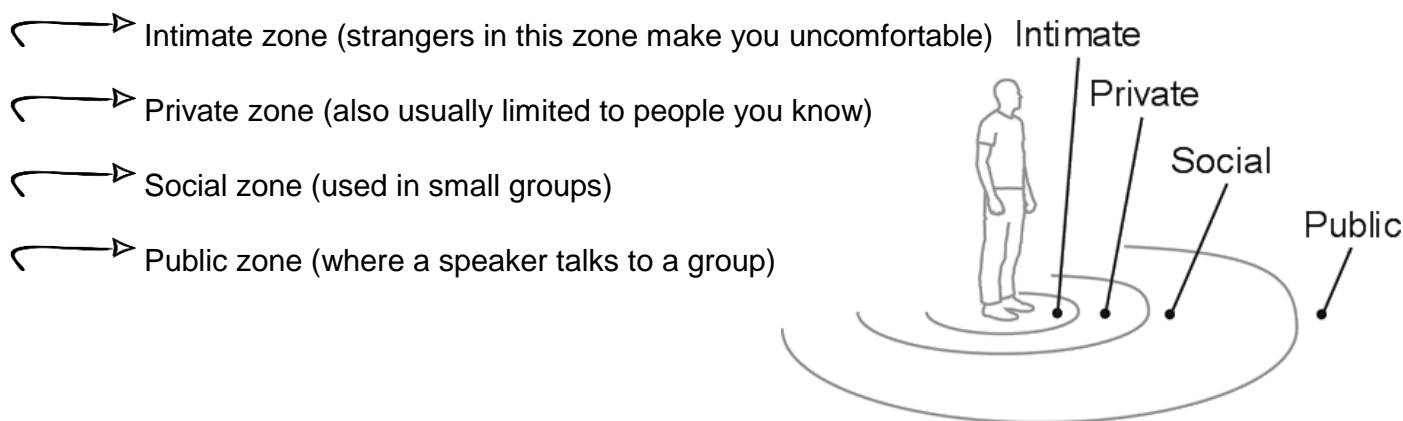 Intimate zone (strangers in this zone make you uncomfortable)
Private zone (also usually limited to people you know)
Social zone (used in small groups)
Public zone (where a speaker talks to a group)
Intimate
Private
Social
Public